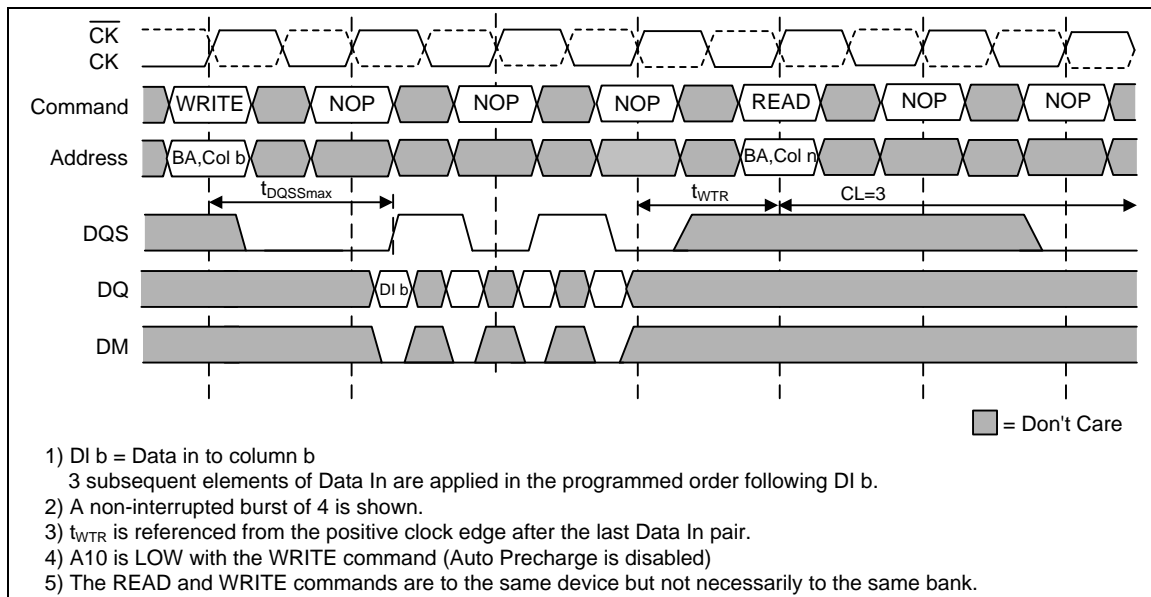 CK
CK
Command WRITE NOP NOP NOP READ NOP NOP
Address BA,Col b BA,Col n
tDQSSmax tWTR CL=3
DQS
DQ DI b
DM
= Don't Care
1) DI b = Data in to column b
3 subsequent elements of Data In are applied in the programmed order following DI b.
2) A non-interrupted burst of 4 is shown.
3) tWTR is referenced from the positive clock edge after the last Data In pair.
4) A10 is LOW with the WRITE command (Auto Precharge is disabled)
5) The READ and WRITE commands are to the same device but not necessarily to the same bank.